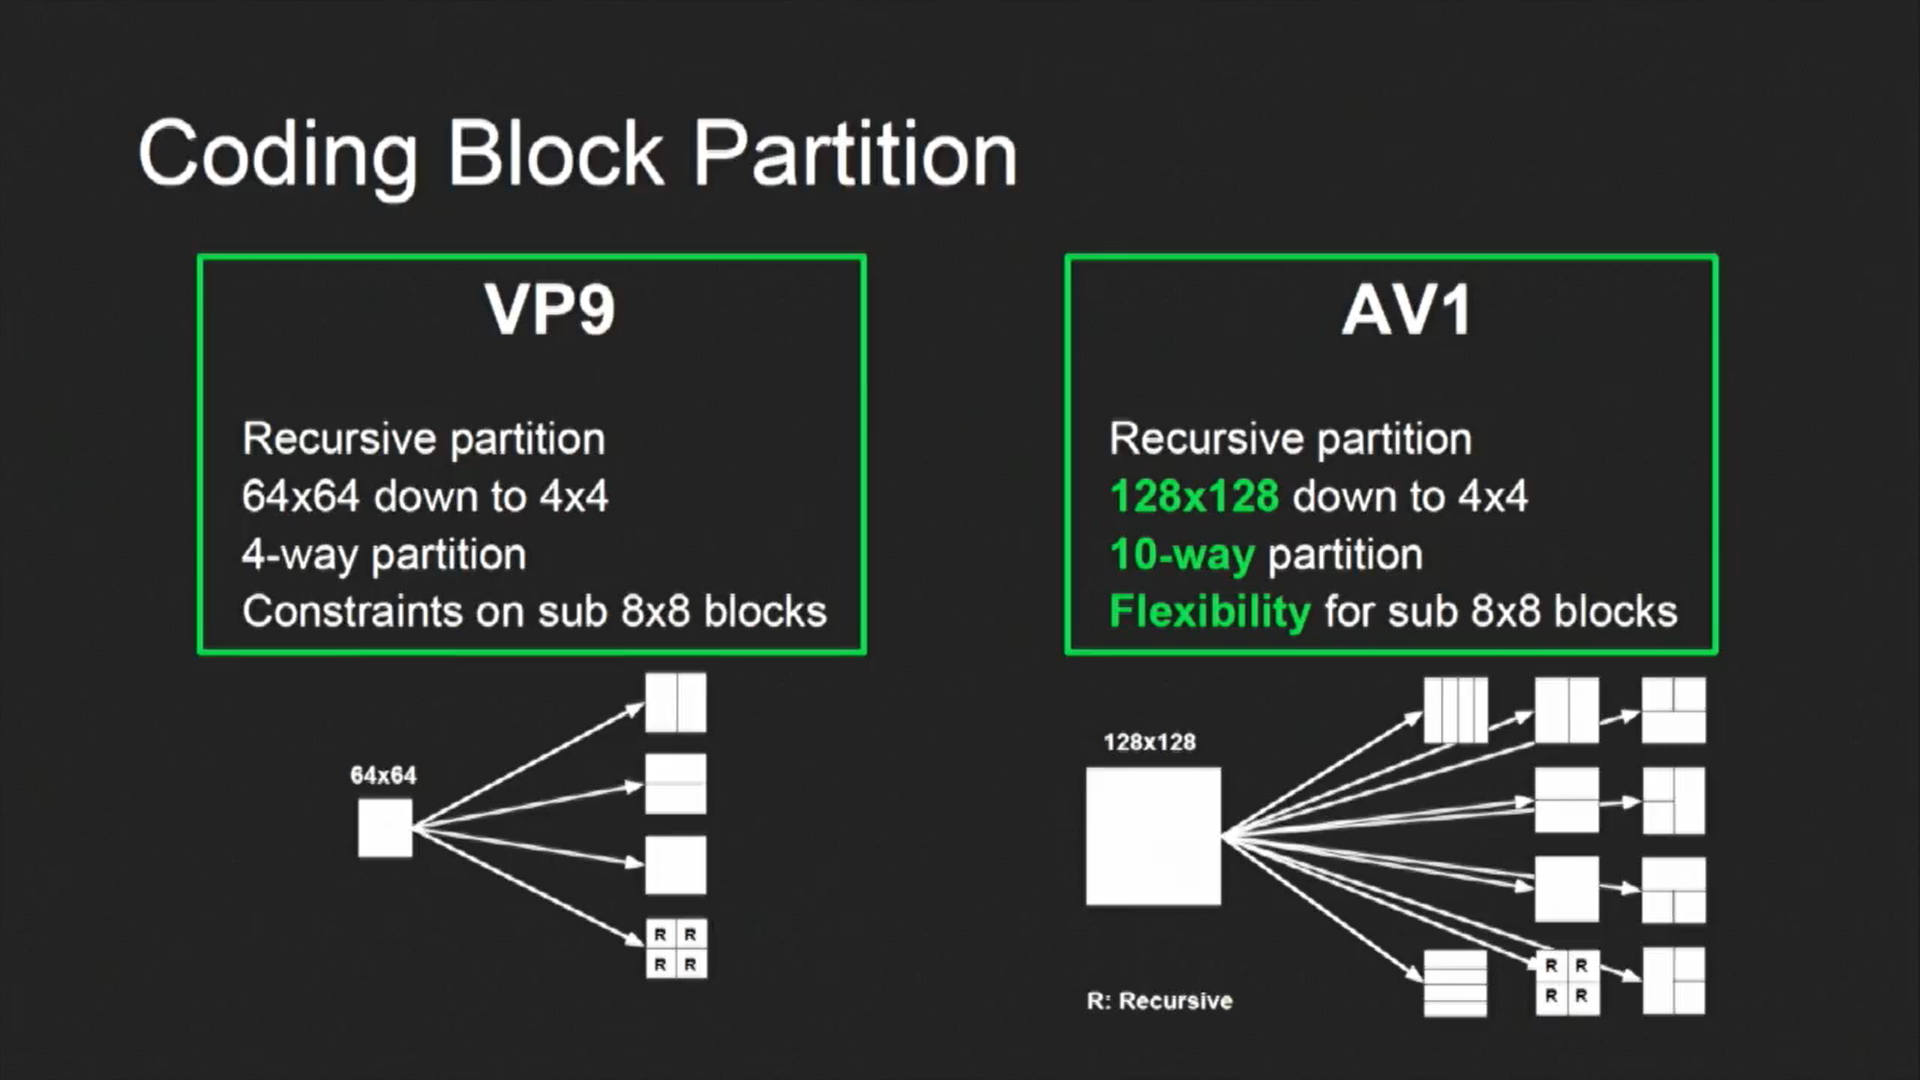 Coding Block Partition
VP9
Recursive partition
64x64 down to 4x4
4-way partition
Constraints on sub 8x8 blocks
AV1
Recursive partition
128x128 down to 4x4
10-way partition
Flexibility for sub 8x8 blocks
64x64
R R
R R
128x128
R R
R R
R: Recursive